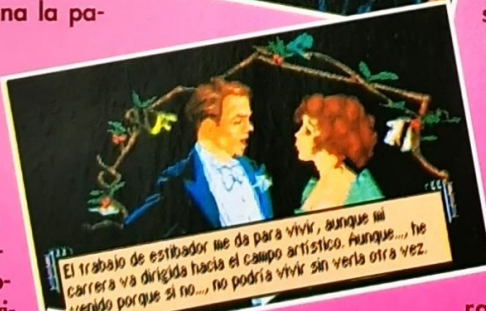 na la pa-
El trabajo de estibador me da para vivir, aunque mi
carrera va dirigida hacia el campo artístico. Aunque..., he
venido porque si no..., no podría vivir sin verla otra vez.